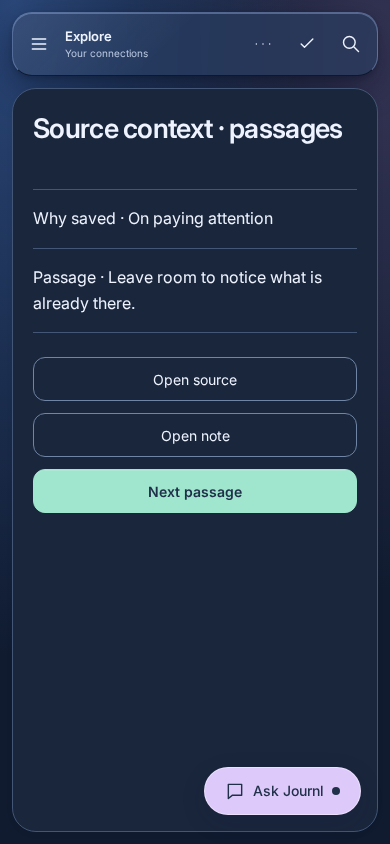 Explore
Your connections
Source context · passages
Why saved · On paying attention
Passage · Leave room to notice what is
already there.
Open source
Open note
Next passage
Ask Journl